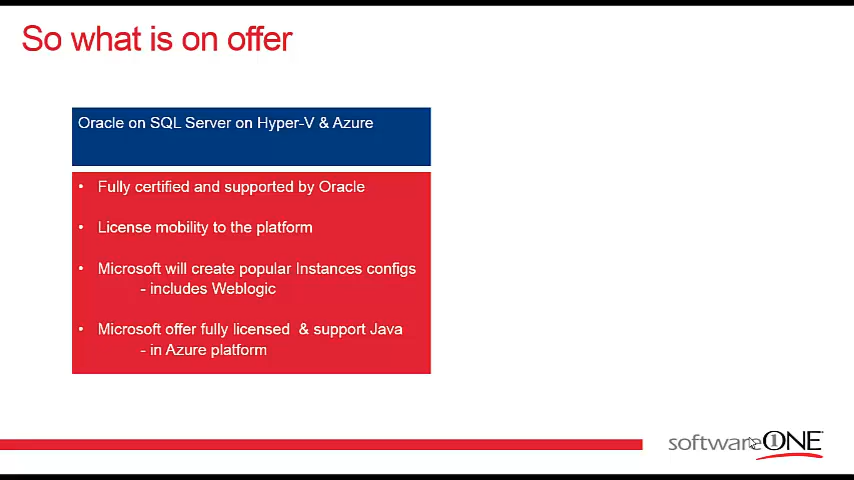 So what is on offer
Oracle on SQL Server on Hyper-V & Azure
• Fully certified and supported by Oracle
• License mobility to the platform
• Microsoft will create popular Instances configs
- includes Weblogic
• Microsoft offer fully licensed & support Java
- in Azure platform
softwareONE